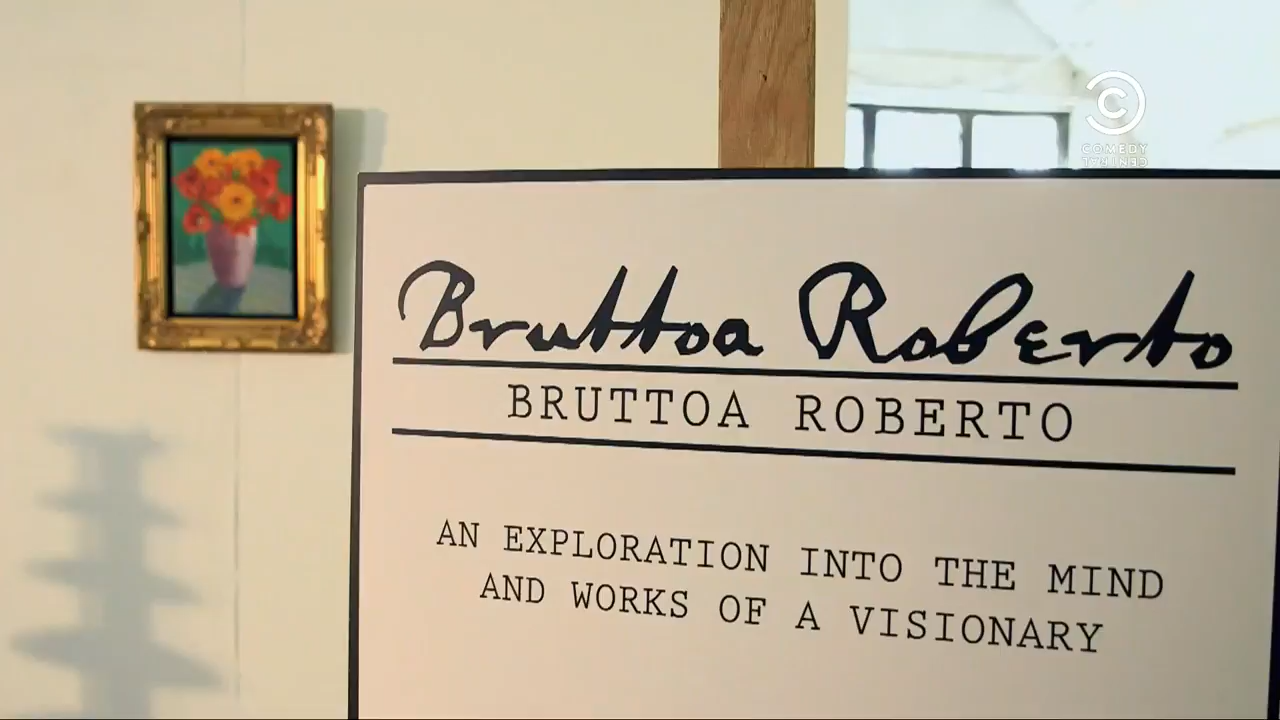 COMEDY
CENTRAL
Bruttoa Roberto
BRUTTOA ROBERTO
AN EXPLORATION INTO THE MIND
AND WORKS OF A VISIONARY